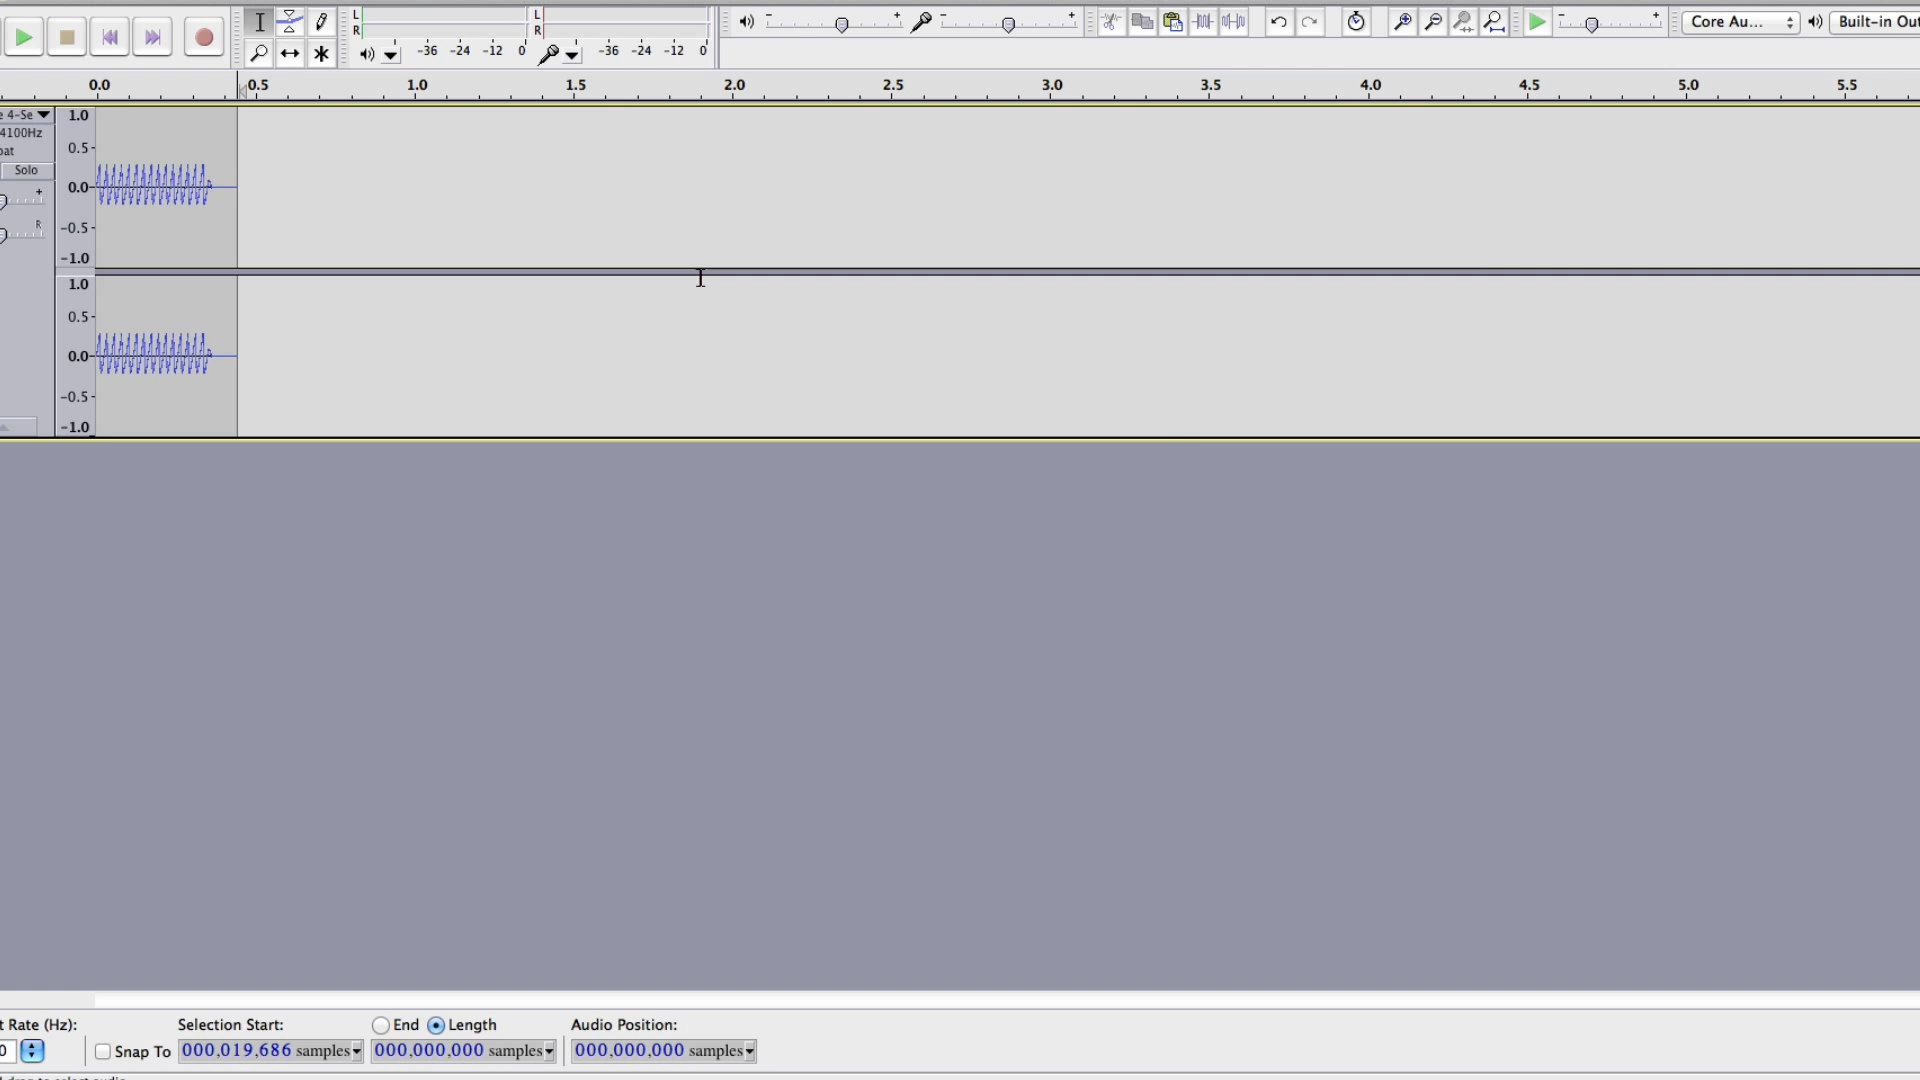 L
R
L
R
- +
- +
- +
Core Au...
Built-in Out
-36 -24 -12 0
-36 -24 -12 0
0.0 0.5 1.0 1.5 2.0 2.5 3.0 3.5 4.0 4.5 5.0 5.5
e 4-Se
4100Hz
oat
Solo
+
R
1.0
0.5-
0.0-
-0.5-
-1.0
1.0
0.5-
0.0-
-0.5-
-1.0
t Rate (Hz):
Selection Start:
End
Length
Audio Position:
0
Snap To
000,019,686 samples
000,000,000 samples
000,000,000 samples